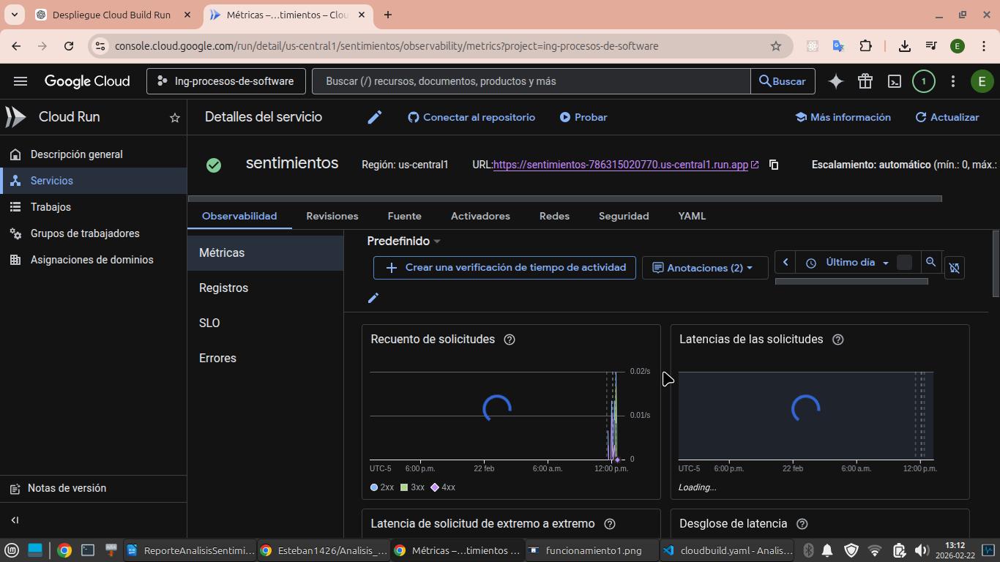 Despliegue Cloud Build Run
Métricas –…timientos – Clou
console.cloud.google.com/run/detail/us-central1/sentimientos/observability/metrics?project=ing-procesos-de-software
E
Google Cloud
Ing-procesos-de-software
Buscar (/) recursos, documentos, productos y más
Buscar
1
E
Cloud Run
Detalles del servicio
Conectar al repositorio
Probar
Más información
Actualizar
Descripción general
Servicios
Trabajos
Grupos de trabajadores
Asignaciones de dominios
Notas de versión
sentimientos
Región: us-central1
URL:https://sentimientos-786315020770.us-central1.run.app
Escalamiento: automático (mín.: 0, máx.:
Observabilidad
Revisiones
Fuente
Activadores
Redes
Seguridad
YAML
Métricas
Registros
SLO
Errores
Predefinido
Crear una verificación de tiempo de actividad
Anotaciones (2)
Último día
Recuento de solicitudes
0.02/s
0.01/s
0
UTC-5
6:00 p.m.
22 feb
6:00 a.m.
12:00 p.m.
2xx
3xx
4xx
Latencias de las solicitudes
UTC-5
6:00 p.m.
22 feb
6:00 a.m.
12:00 p.m.
Loading...
Latencia de solicitud de extremo a extremo
Desglose de latencia
ReporteAnalisisSentimi...
Esteban1426/Analysis_...
Métricas –…timientos ...
funcionamiento1.png
cloudbuild.yaml - Analis...
13:12
2026-02-22